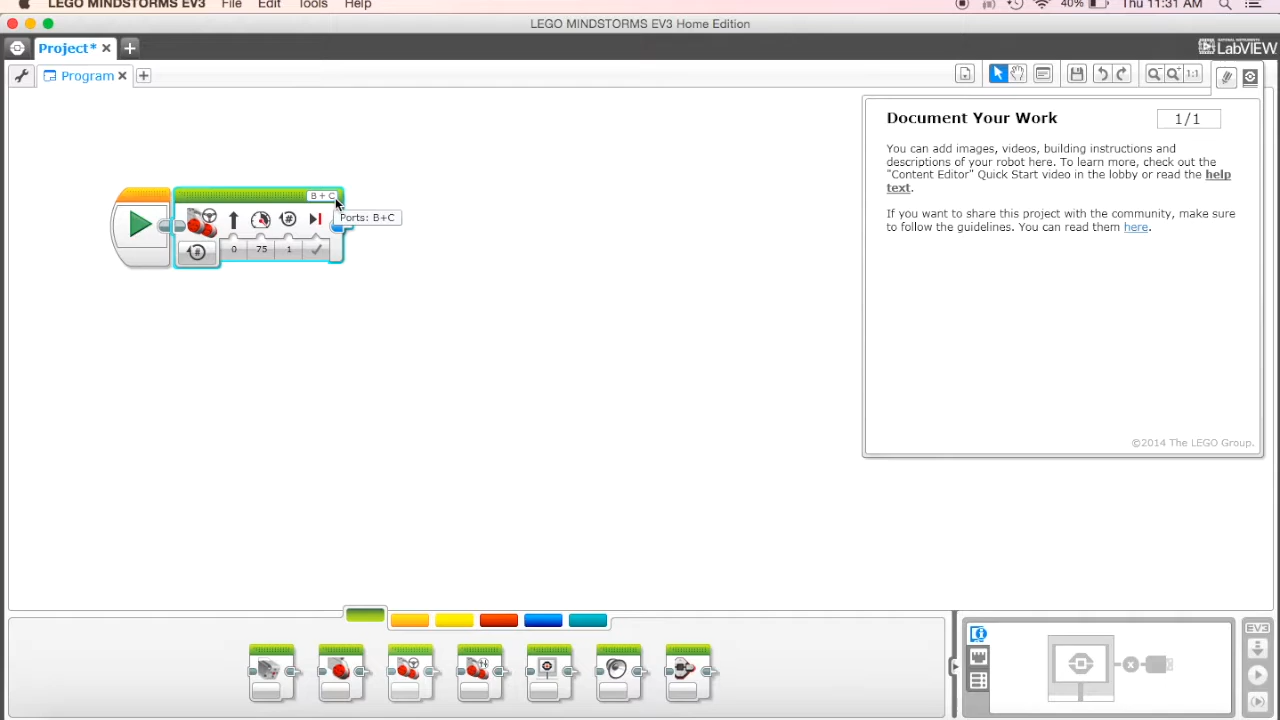 LEGO MINDSTORMS EV3 File Edit Tools Help 40% Thu 11:31 AM
LEGO MINDSTORMS EV3 Home Edition
Project* LabVIEW
Program 1:1
Document Your Work 1/1
You can add images, videos, building instructions and
descriptions of your robot here. To learn more, check out the
"Content Editor" Quick Start video in the lobby or read the help
text.
If you want to share this project with the community, make sure
to follow the guidelines. You can read them here.
©2014 The LEGO Group.
B + C
Ports: B+C
0 75 1
EV3